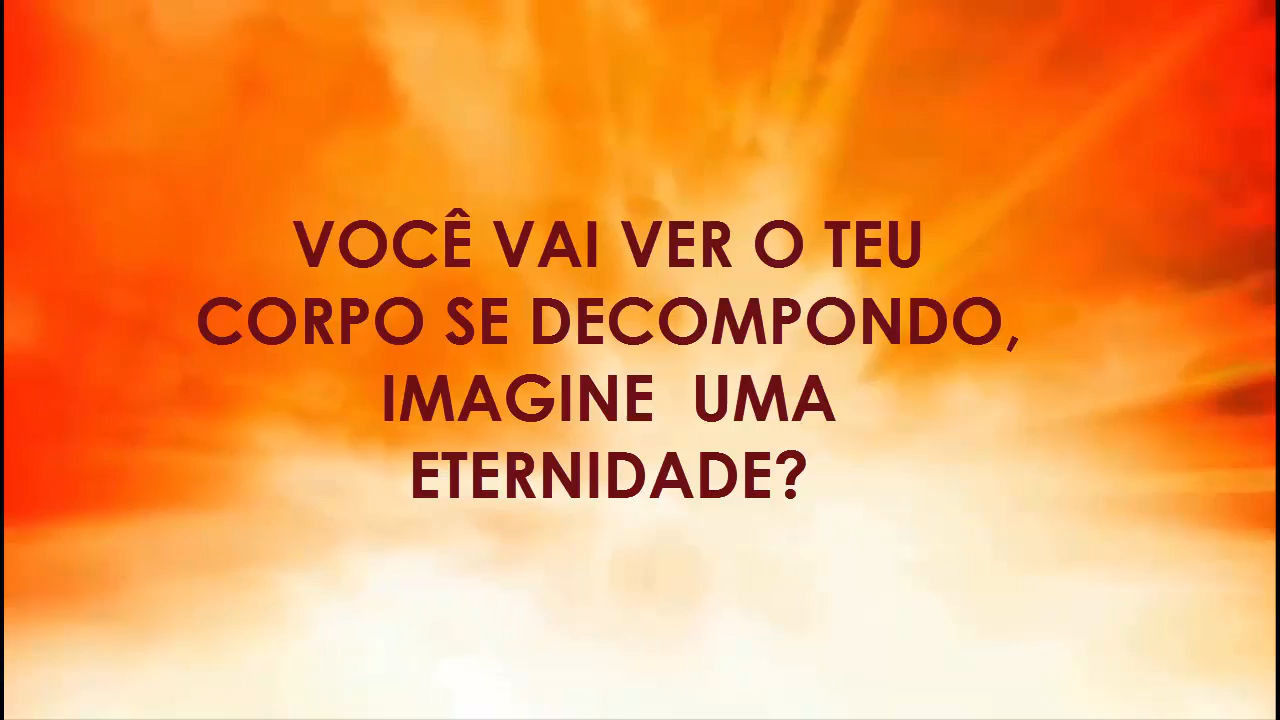 VOCÊ VAI VER O TEU
CORPO SE DECOMPONDO,
IMAGINE  UMA
ETERNIDADE?